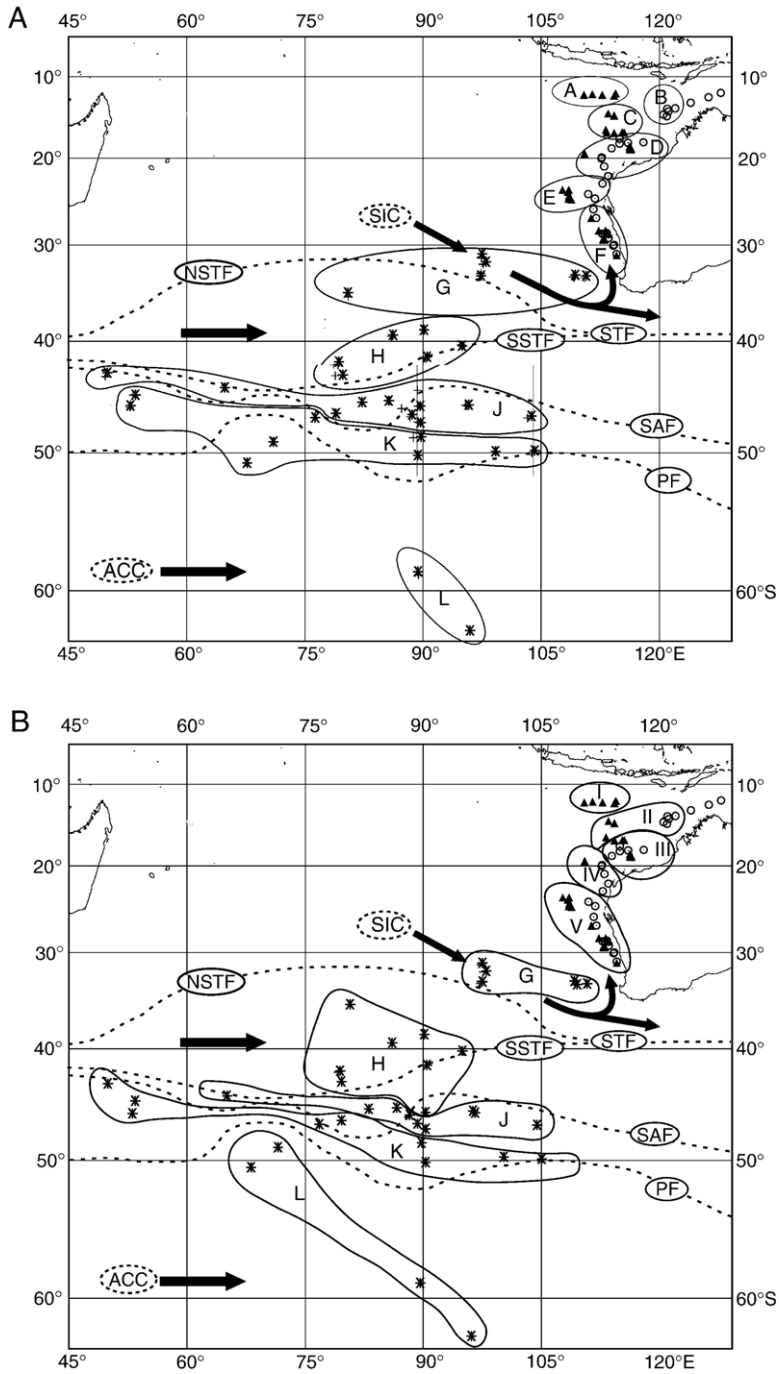 A
45° 60° 75° 90° 105° 120°
10° 10°
A B
C
20° D 20°
E
SIC
30° F 30°
NSTF
G
40° SSTF STF 40°
H
J SAF
K
50° 50°
PF
ACC
60° L 60°S
45° 60° 75° 90° 105° 120°E
B
45° 60° 75° 90° 105° 120°
I
10° 10°
II
III
20° IV 20°
V
SIC
30° G 30°
NSTF
40° SSTF STF 40°
H
J SAF
K
50° 50°
L PF
ACC
60° 60°S
45° 60° 75° 90° 105° 120°E